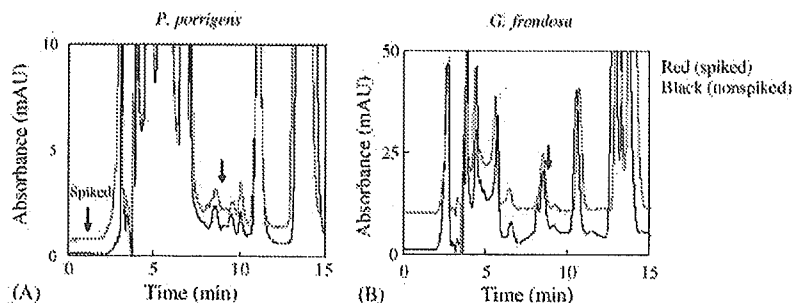 P. porrigens
G. frondosa
Absorbance (mAU)
10
5
0
Spiked
0
5
10
15
(A)
Time (min)
Absorbance (mAU)
50
25
0
0
5
10
15
(B)
Time (min)
Red (spiked)
Black (nonspiked)